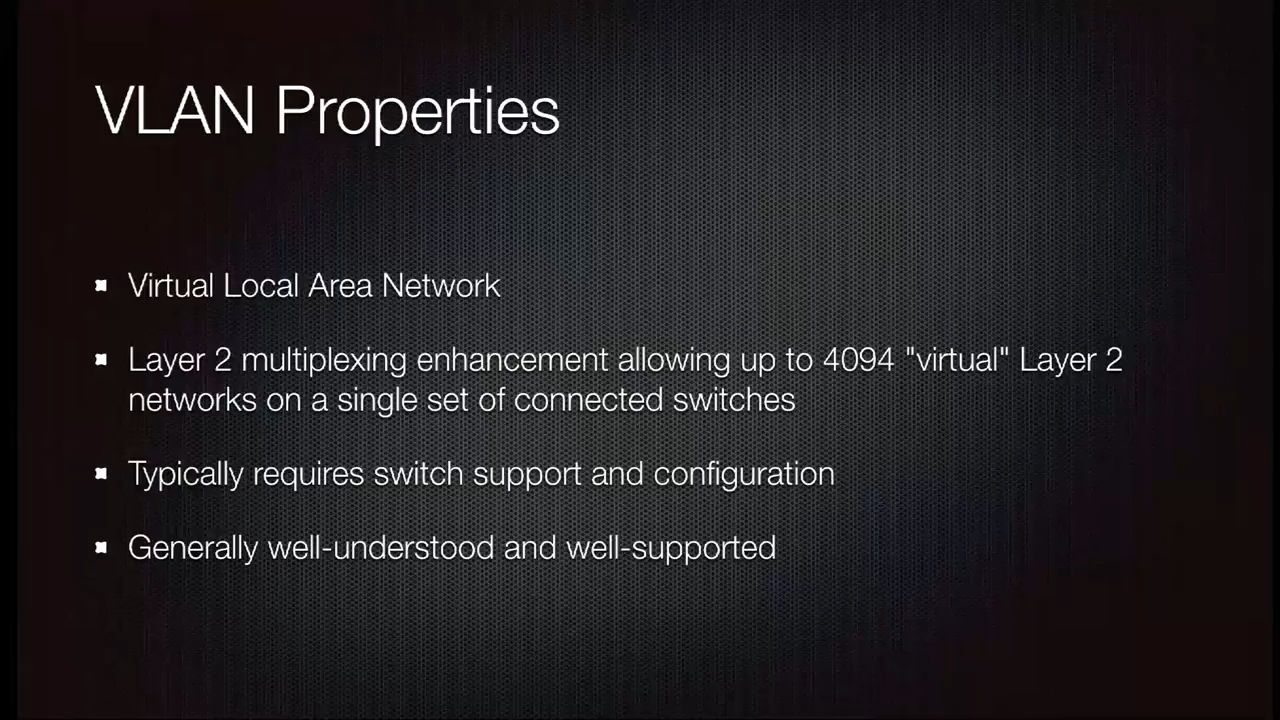 VLAN Properties
Virtual Local Area Network
Layer 2 multiplexing enhancement allowing up to 4094 "virtual" Layer 2
networks on a single set of connected switches
Typically requires switch support and configuration
Generally well-understood and well-supported